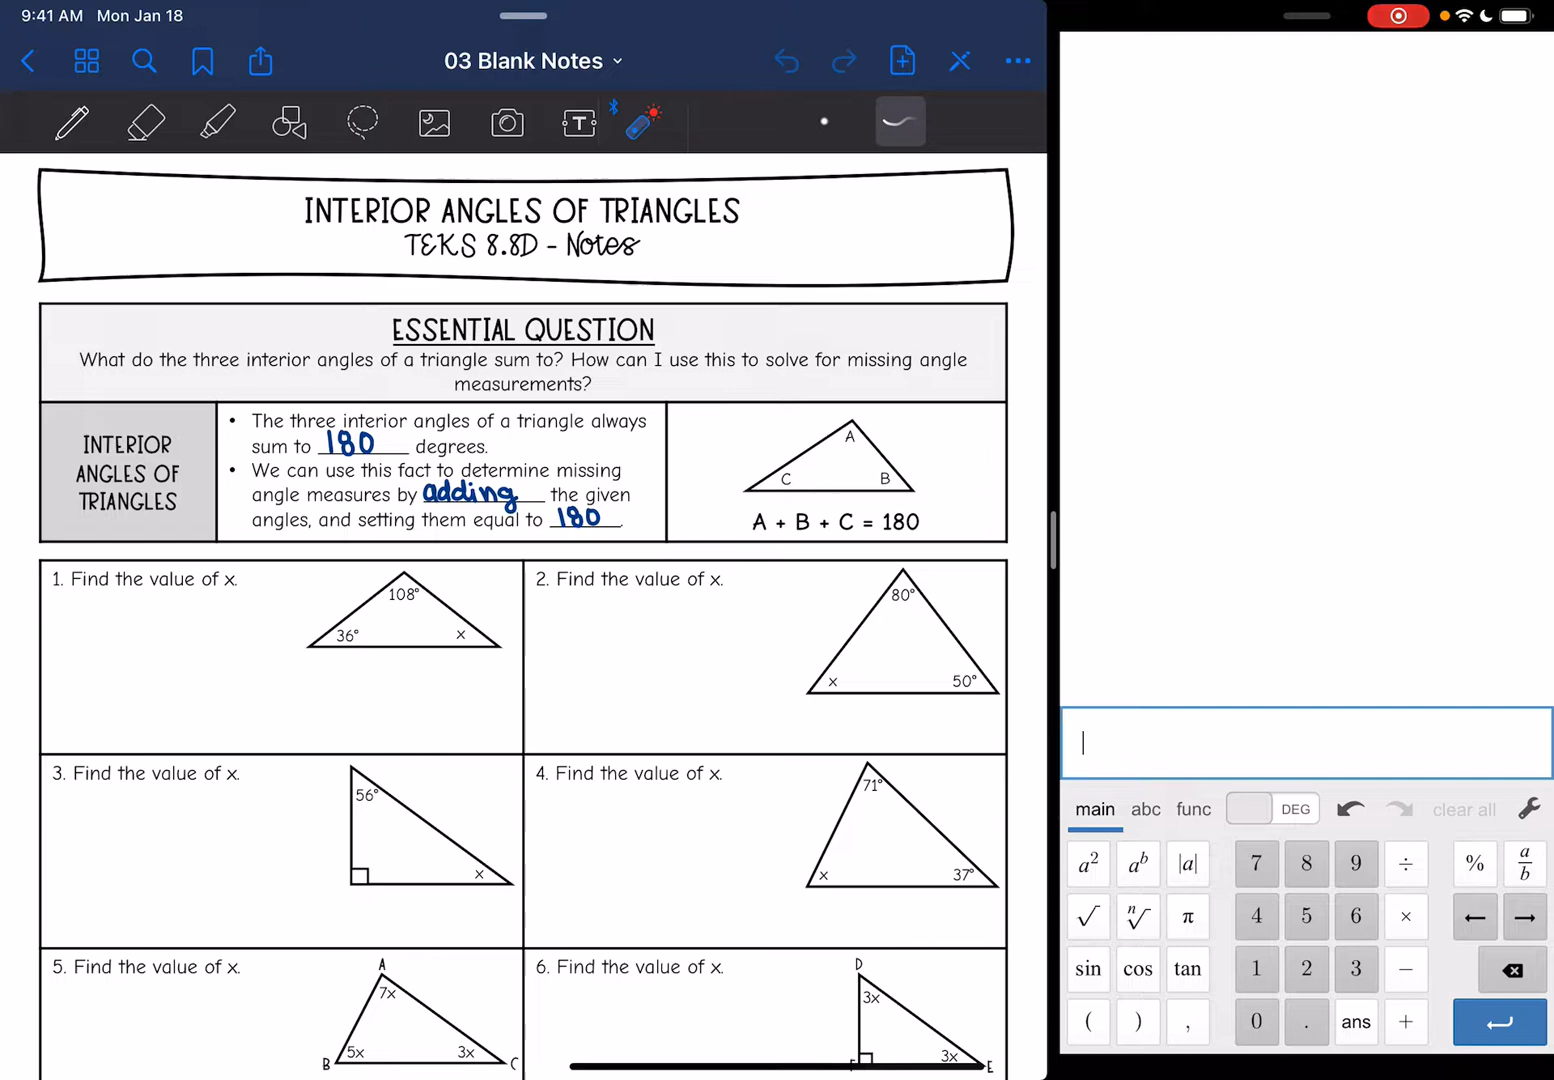 9:41 AM Mon Jan 18
03 Blank Notes
T
INTERIOR ANGLES OF TRIANGLES
TEKS 8.8D - Notes
ESSENTIAL QUESTION
What do the three interior angles of a triangle sum to? How can I use this to solve for missing angle
measurements?
INTERIOR
ANGLES OF
TRIANGLES
• The three interior angles of a triangle always
sum to 180 degrees.
• We can use this fact to determine missing
angle measures by adding the given
angles, and setting them equal to 180.
A
C B
A + B + C = 180
1. Find the value of x.
108°
36° x
2. Find the value of x.
80°
x 50°
3. Find the value of x.
56°
x
4. Find the value of x.
71°
x 37°
5. Find the value of x.
A
7x
5x 3x
B C
6. Find the value of x.
D
3x
3x
E
main abc func DEG clear all
a² aᵇ |a| 7 8 9 ÷ % a/b
√ ⁿ√ π 4 5 6 × ← →
sin cos tan 1 2 3 −
( ) , 0 . ans +